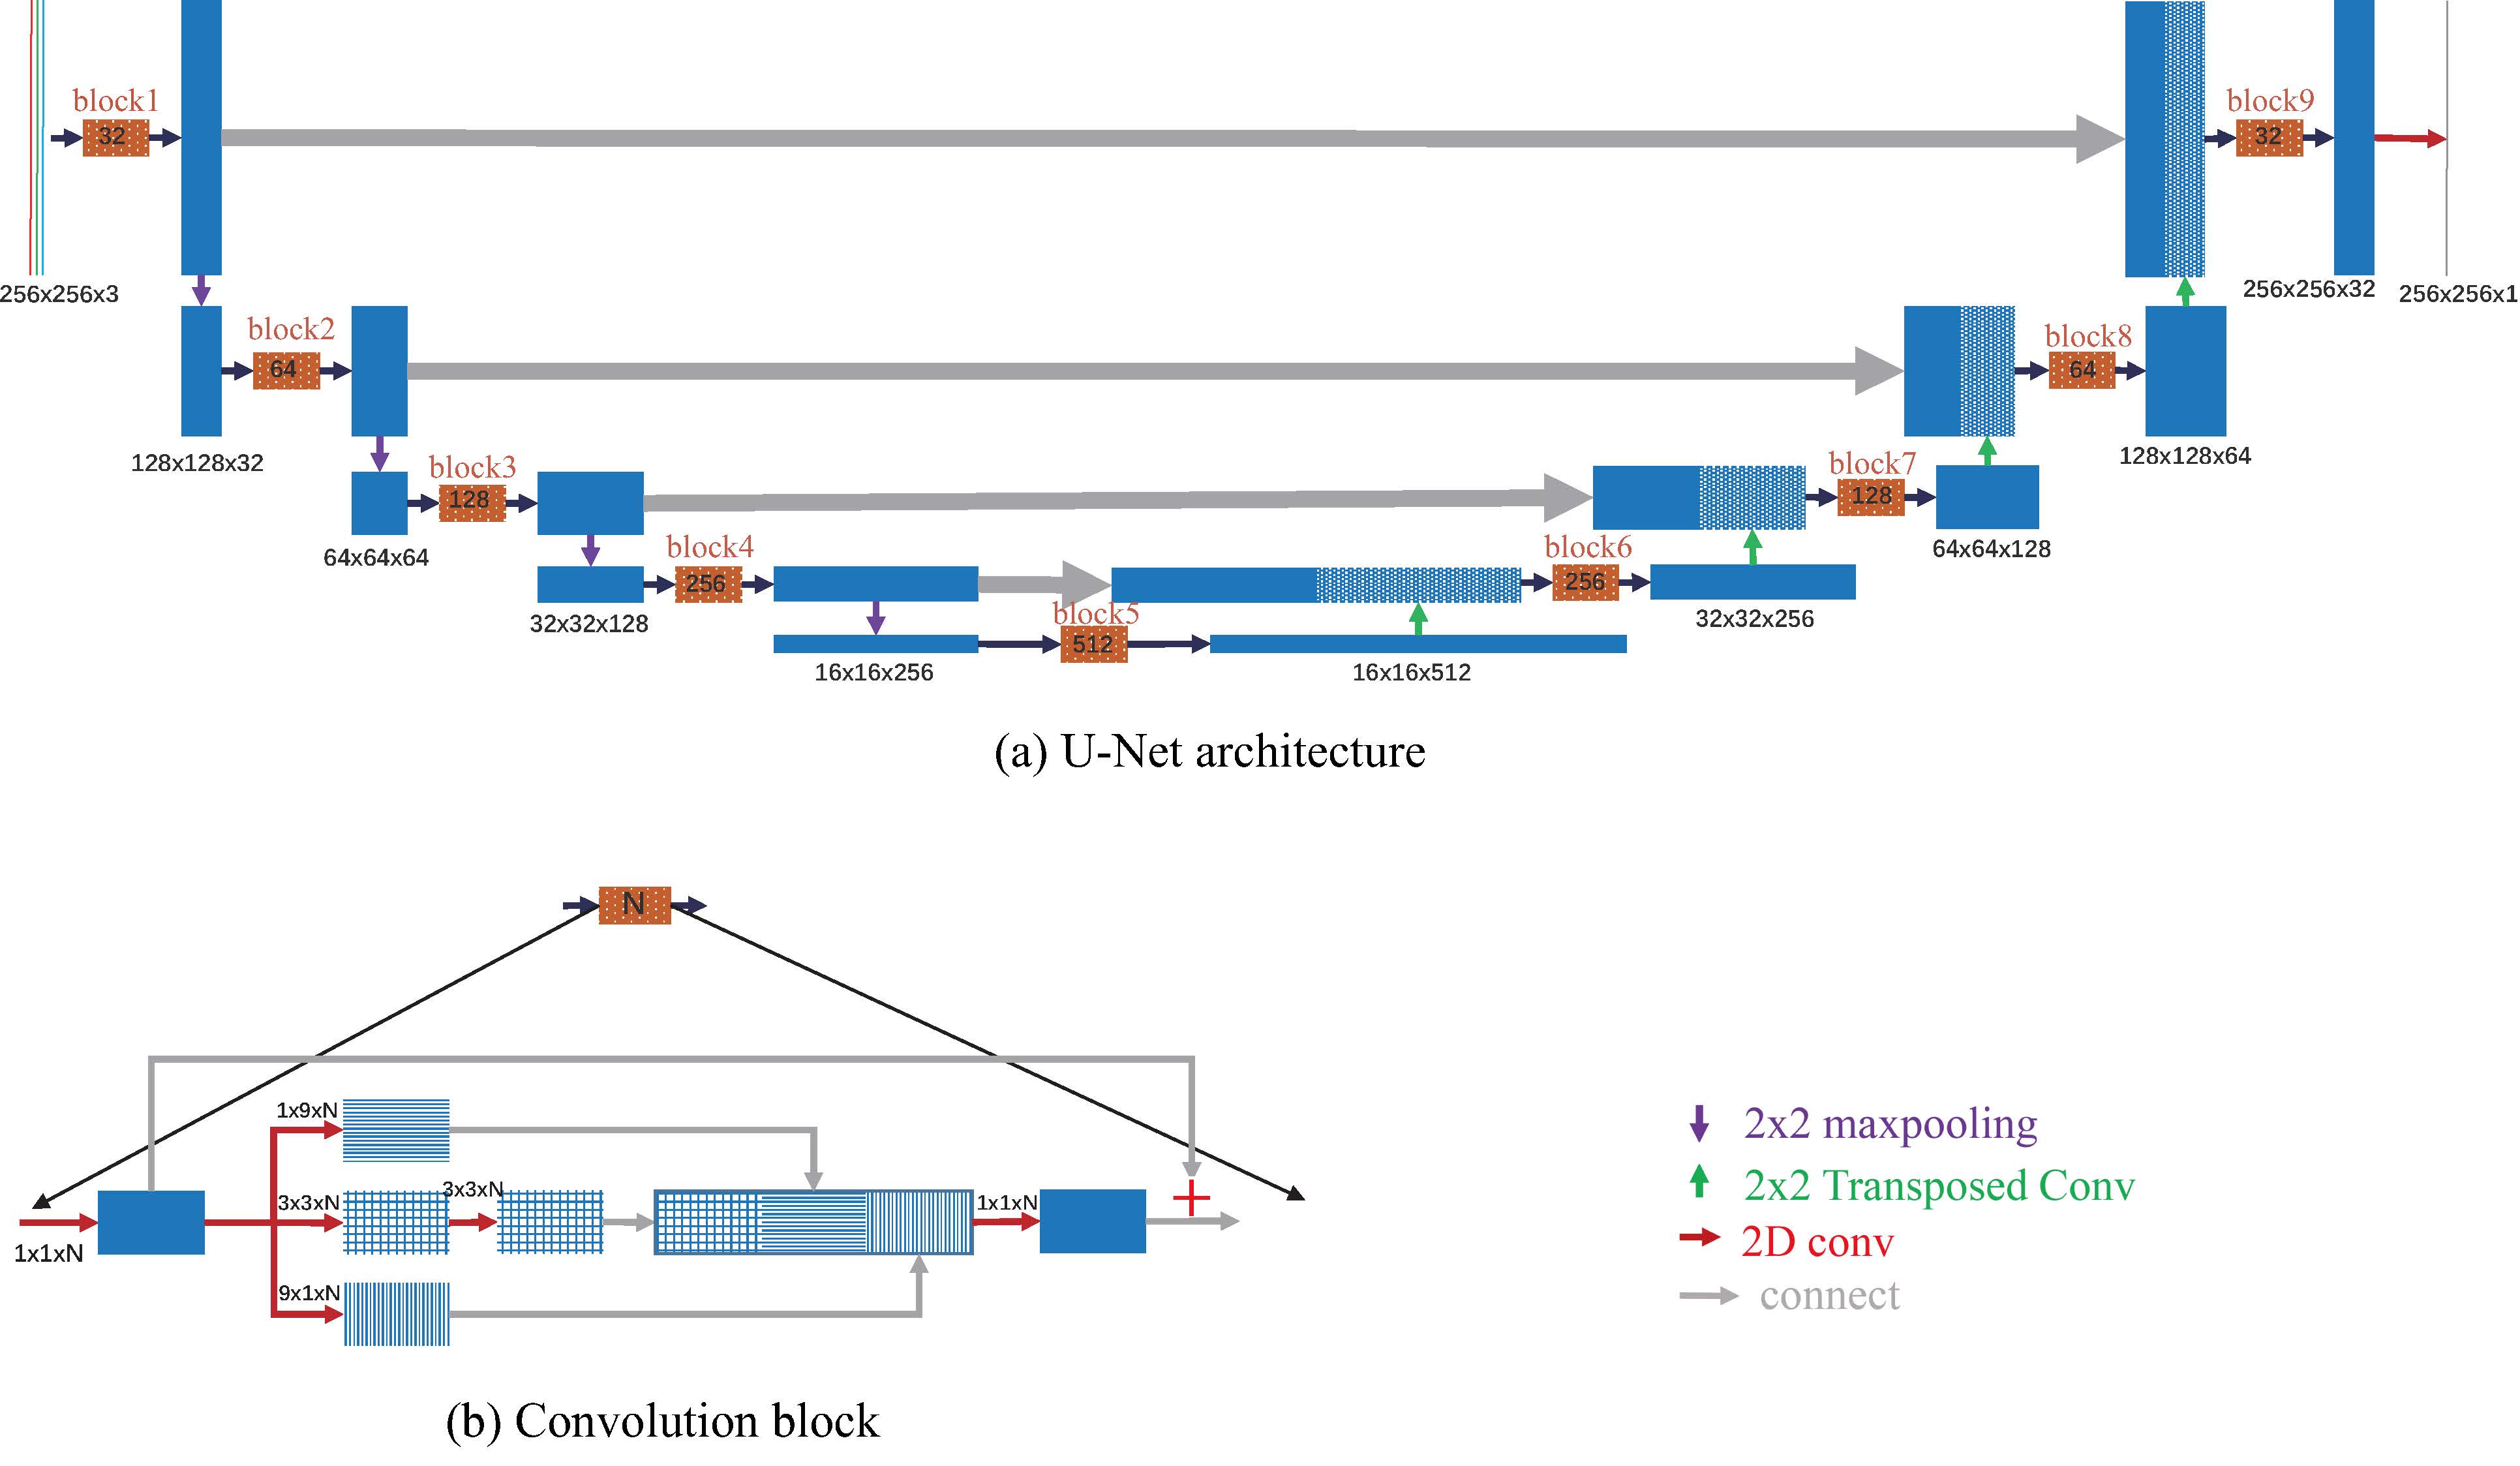 block1
32
256x256x3
block9
32
256x256x32
256x256x1
block2
64
128x128x32
block8
64
128x128x64
block3
128
64x64x64
block7
128
64x64x128
block4
256
32x32x128
block6
256
32x32x256
block5
512
16x16x256
16x16x512
(a) U-Net architecture
N
1x9xN
3x3xN
3x3xN
1x1xN
1x1xN
9x1xN
2x2 maxpooling
2x2 Transposed Conv
2D conv
connect
(b) Convolution block